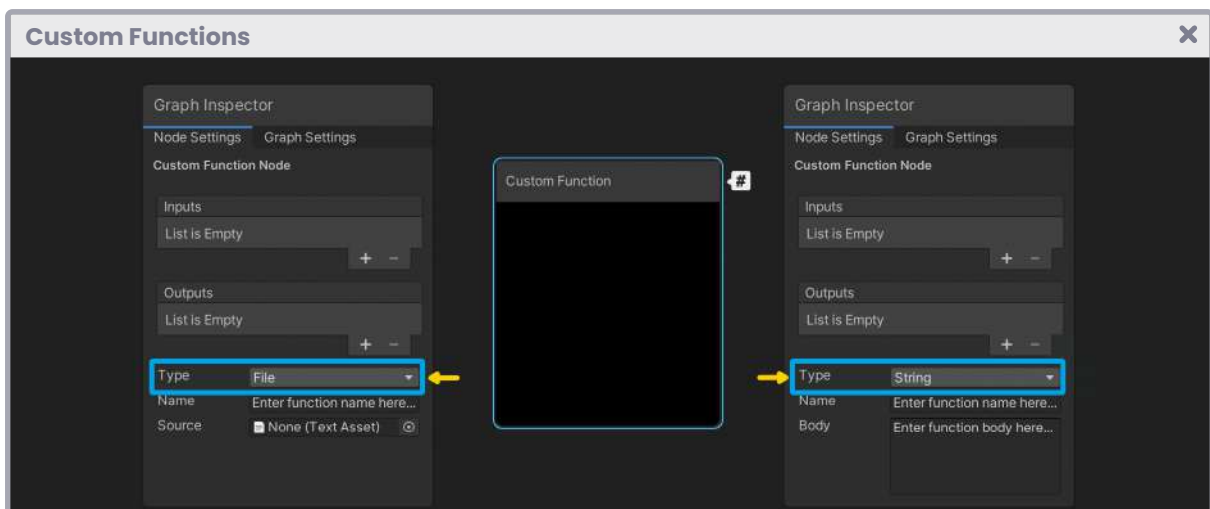 Custom Functions
Graph Inspector
Node Settings Graph Settings
Custom Function Node
Inputs
List is Empty
+ -
Outputs
List is Empty
+ -
Type File
Name Enter function name here...
Source None (Text Asset)
Custom Function
#
Graph Inspector
Node Settings Graph Settings
Custom Function Node
Inputs
List is Empty
+ -
Outputs
List is Empty
+ -
Type String
Name Enter function name here...
Body Enter function body here...